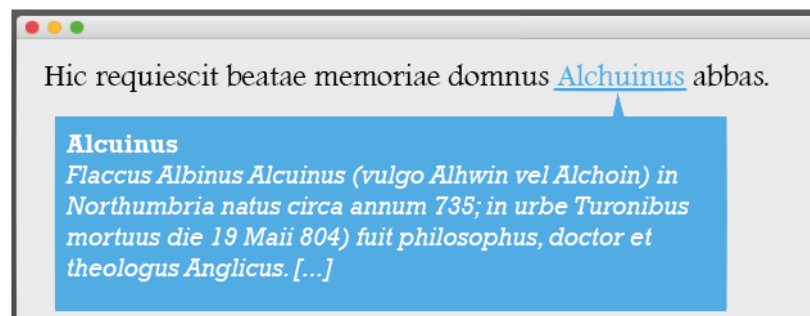 Hic requiescit beatae memoriae domnus Alchuinus abbas.
Alcuinus
Flaccus Albinus Alcuinus (vulgo Alhwin vel Alchoin) in
Northumbria natus circa annum 735; in urbe Turonibus
mortuus die 19 Maii 804) fuit philosophus, doctor et
theologus Anglicus. [...]